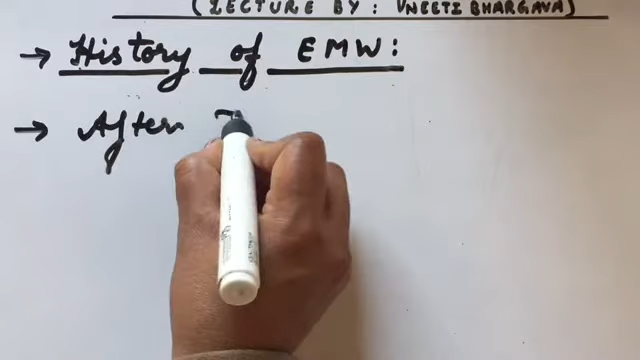 (LECTURE BY: VNEETI BHARGAVA)
→ History of EMW:
→ After